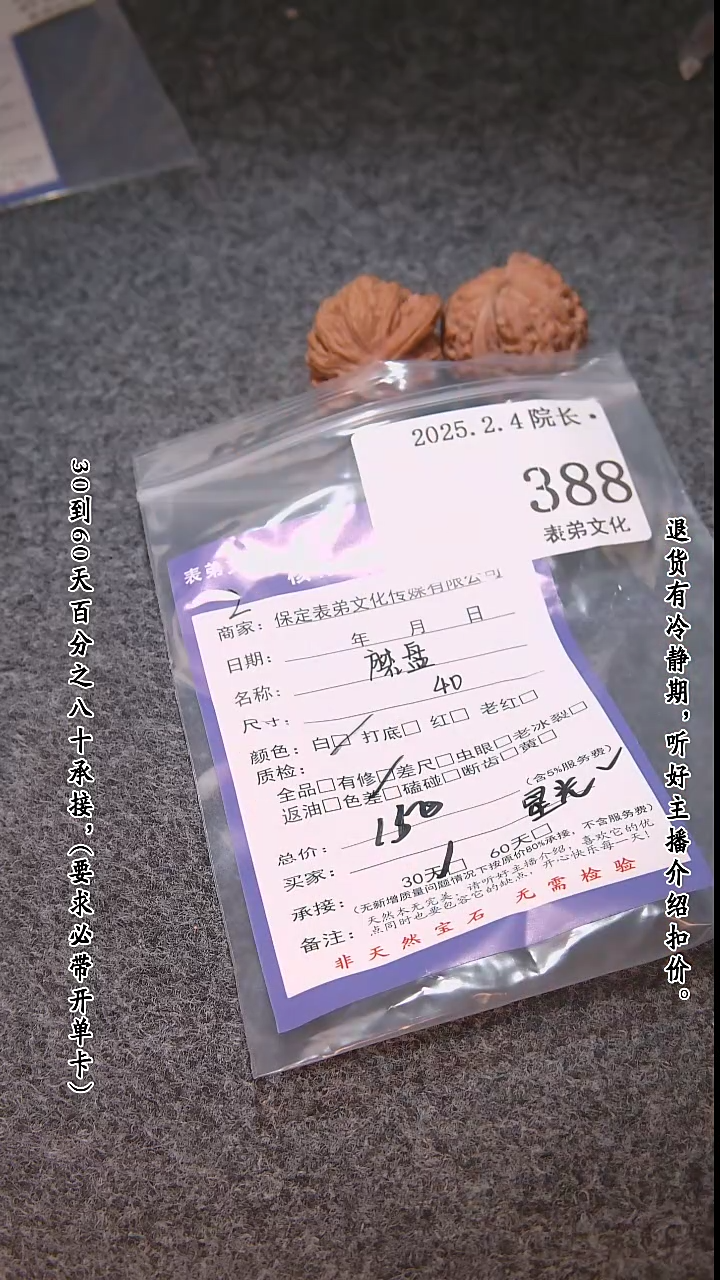 2025.2.4院长·
388
表弟文化
表弟
商家：保定表弟文化传媒有限公司
日期： 年 月 日
名称： 磨盘
尺寸： 40
颜色：白□ 打底□ 红□ 老红□
质检：
全品□有修□差尺□虫眼□老冰裂□
返油□色差□磕碰□断齿□黄□
总价： 150 (含5%服务费)
买家： 星光
承接： 30天□ 60天□
(无新增质量问题情况下按原价80%承接，不含服务费)
备注：天然木无完美，请听好主播介绍，喜欢它的优
点同时也要包容它的缺点，开心快乐每一天！
非天然宝石 无需检验
30到60天百分之八十承接，（要求必带开单卡）
退货有冷静期，听好主播介绍扣价。